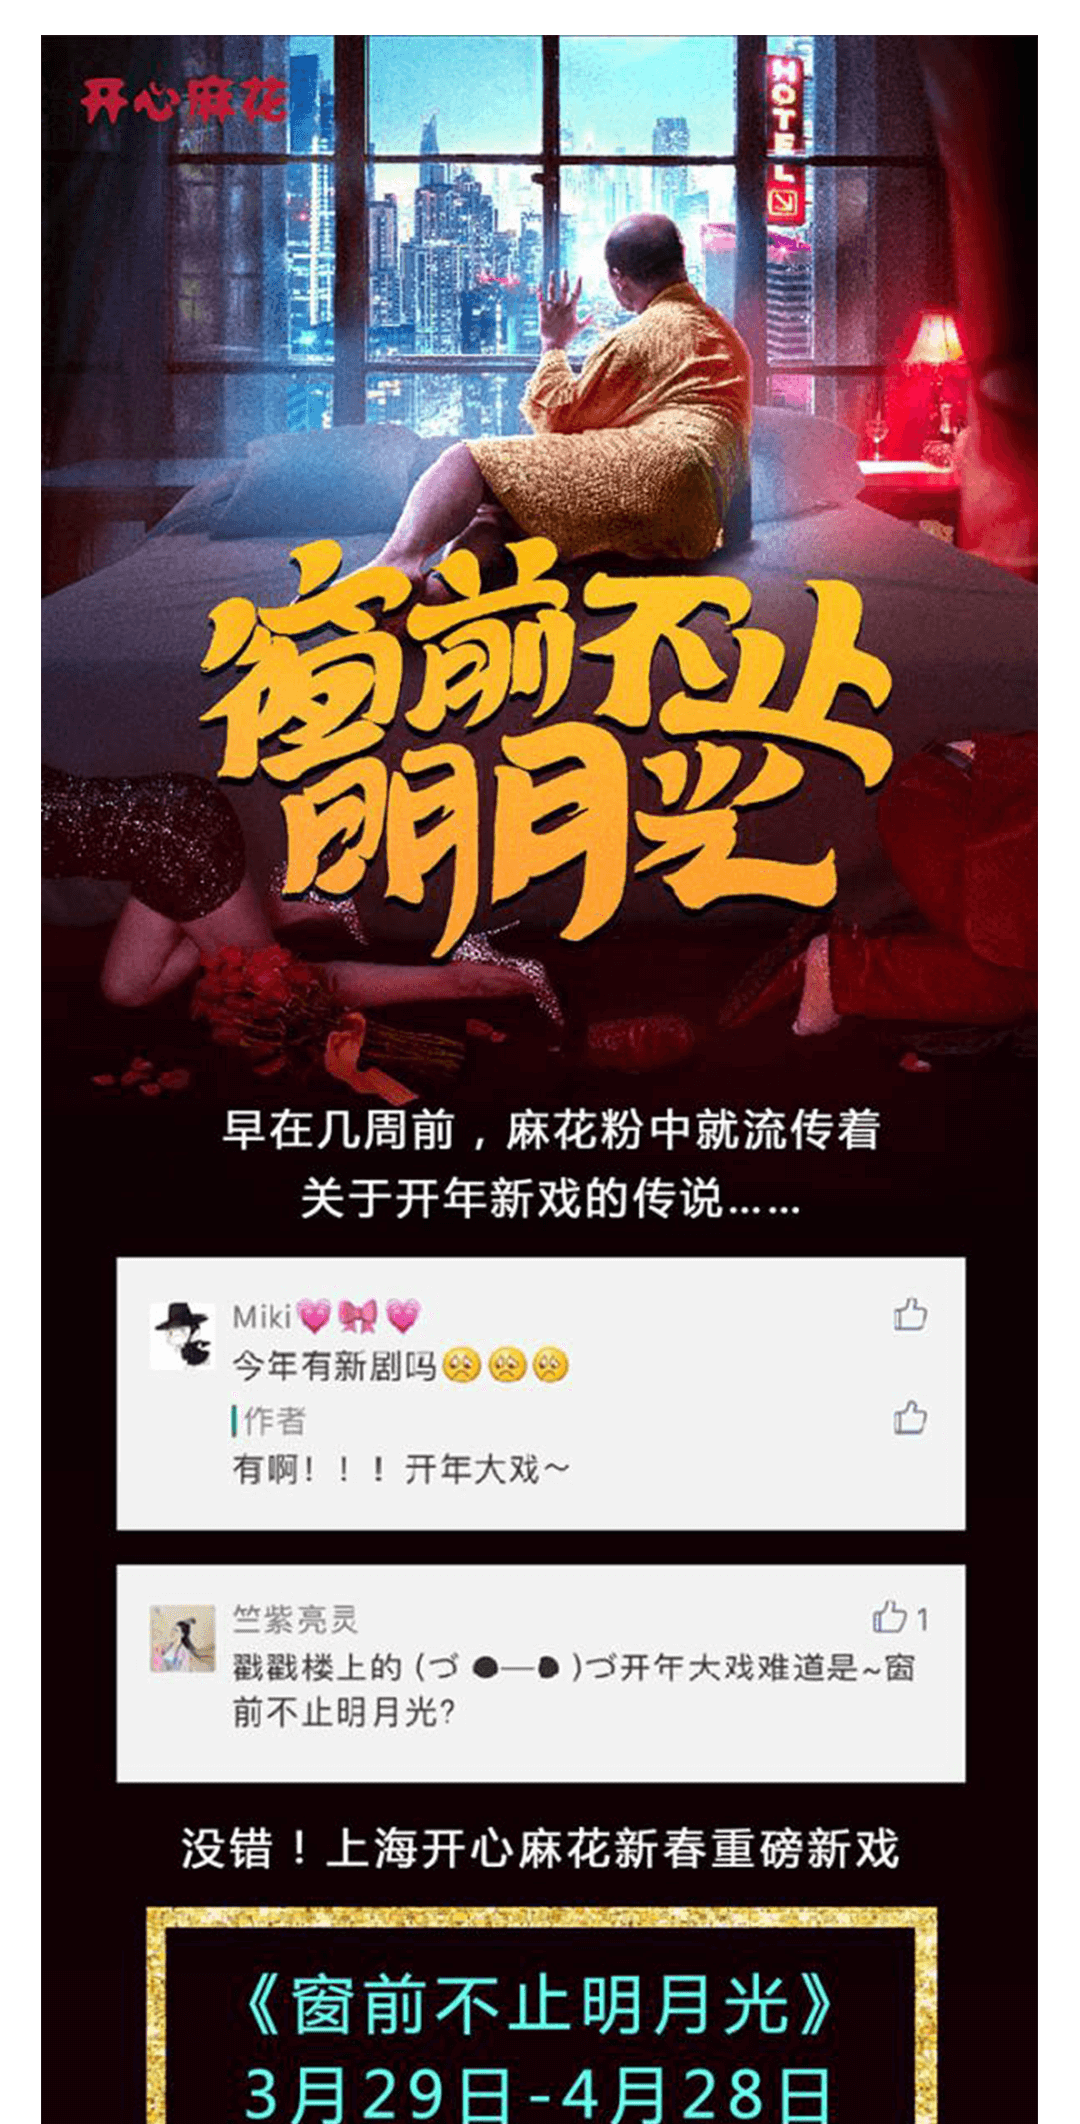 开心麻花
HOTEL
窗前不止
明月光
早在几周前，麻花粉中就流传着
关于开年新戏的传说……
Miki💗🎀💗
今年有新剧吗🥺🥺🥺
作者
有啊！！！开年大戏～
竺紫亮灵
1
戳戳楼上的 (づ ●—● )づ开年大戏难道是~窗
前不止明月光?
没错！上海开心麻花新春重磅新戏
《窗前不止明月光》
3月29日-4月28日